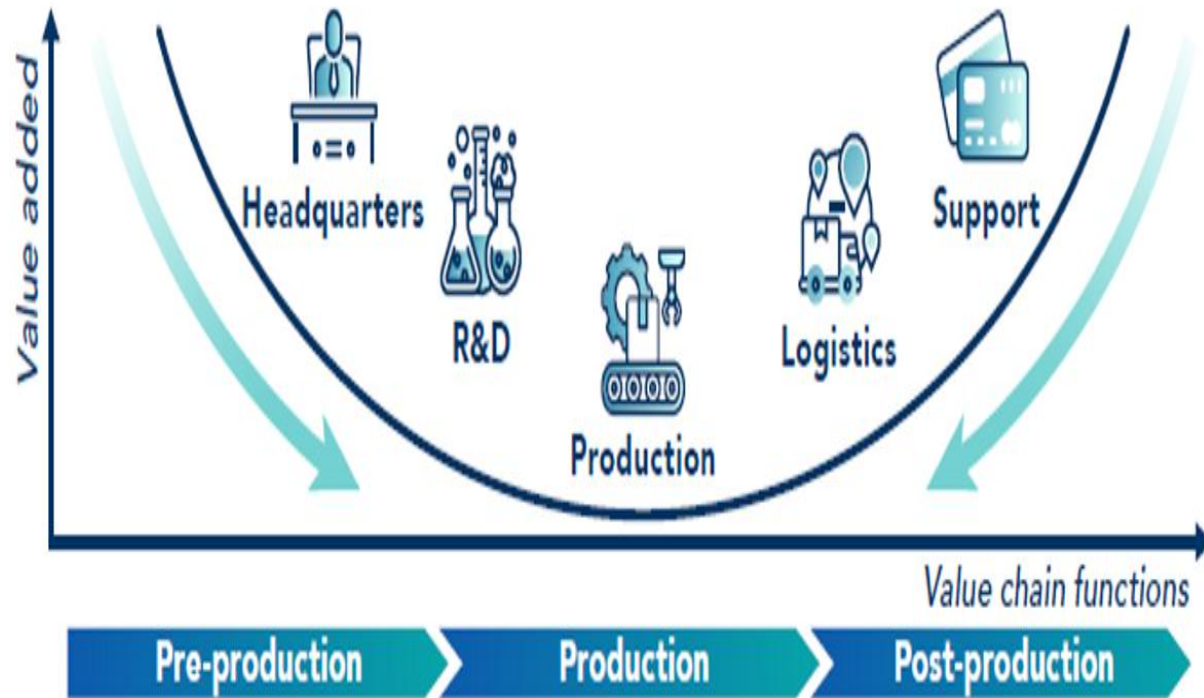 Value added
Headquarters
R&D
Production
Logistics
Support
Value chain functions
Pre-production
Production
Post-production